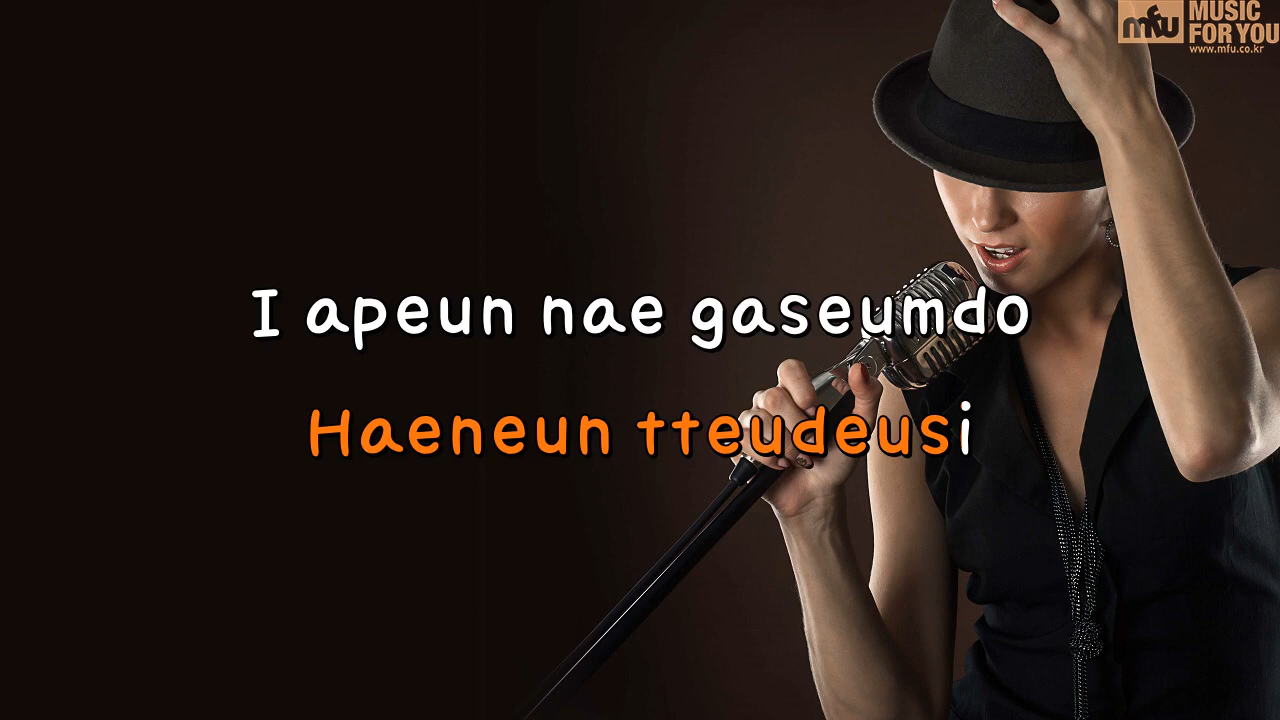 mfu MUSIC
FOR YOU
www.mfu.co.kr
I apeun nae gaseumdo
Haeneun tteudeusi